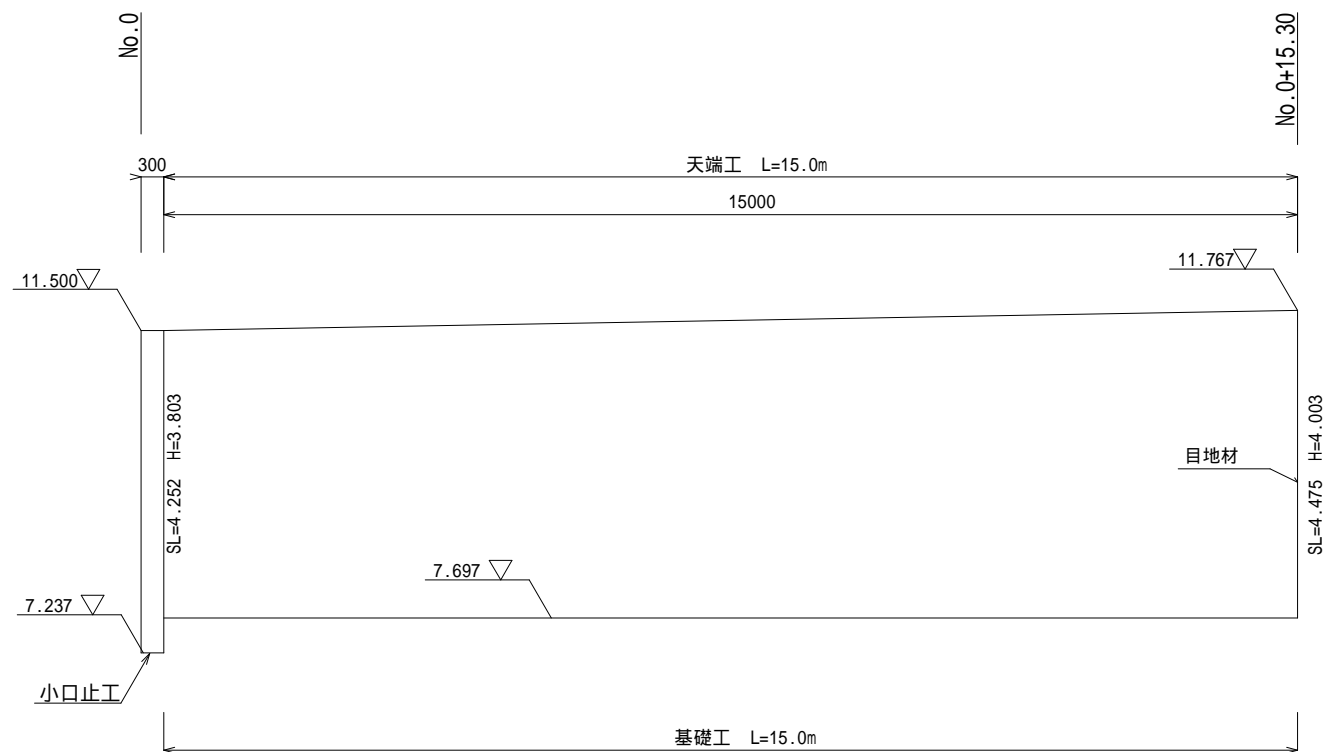 No.0
No.0+15.30
300
天端工 L=15.0m
15000
11.500
11.767
SL=4.252 H=3.803
SL=4.475 H=4.003
目地材
7.697
7.237
小口止工
基礎工 L=15.0m